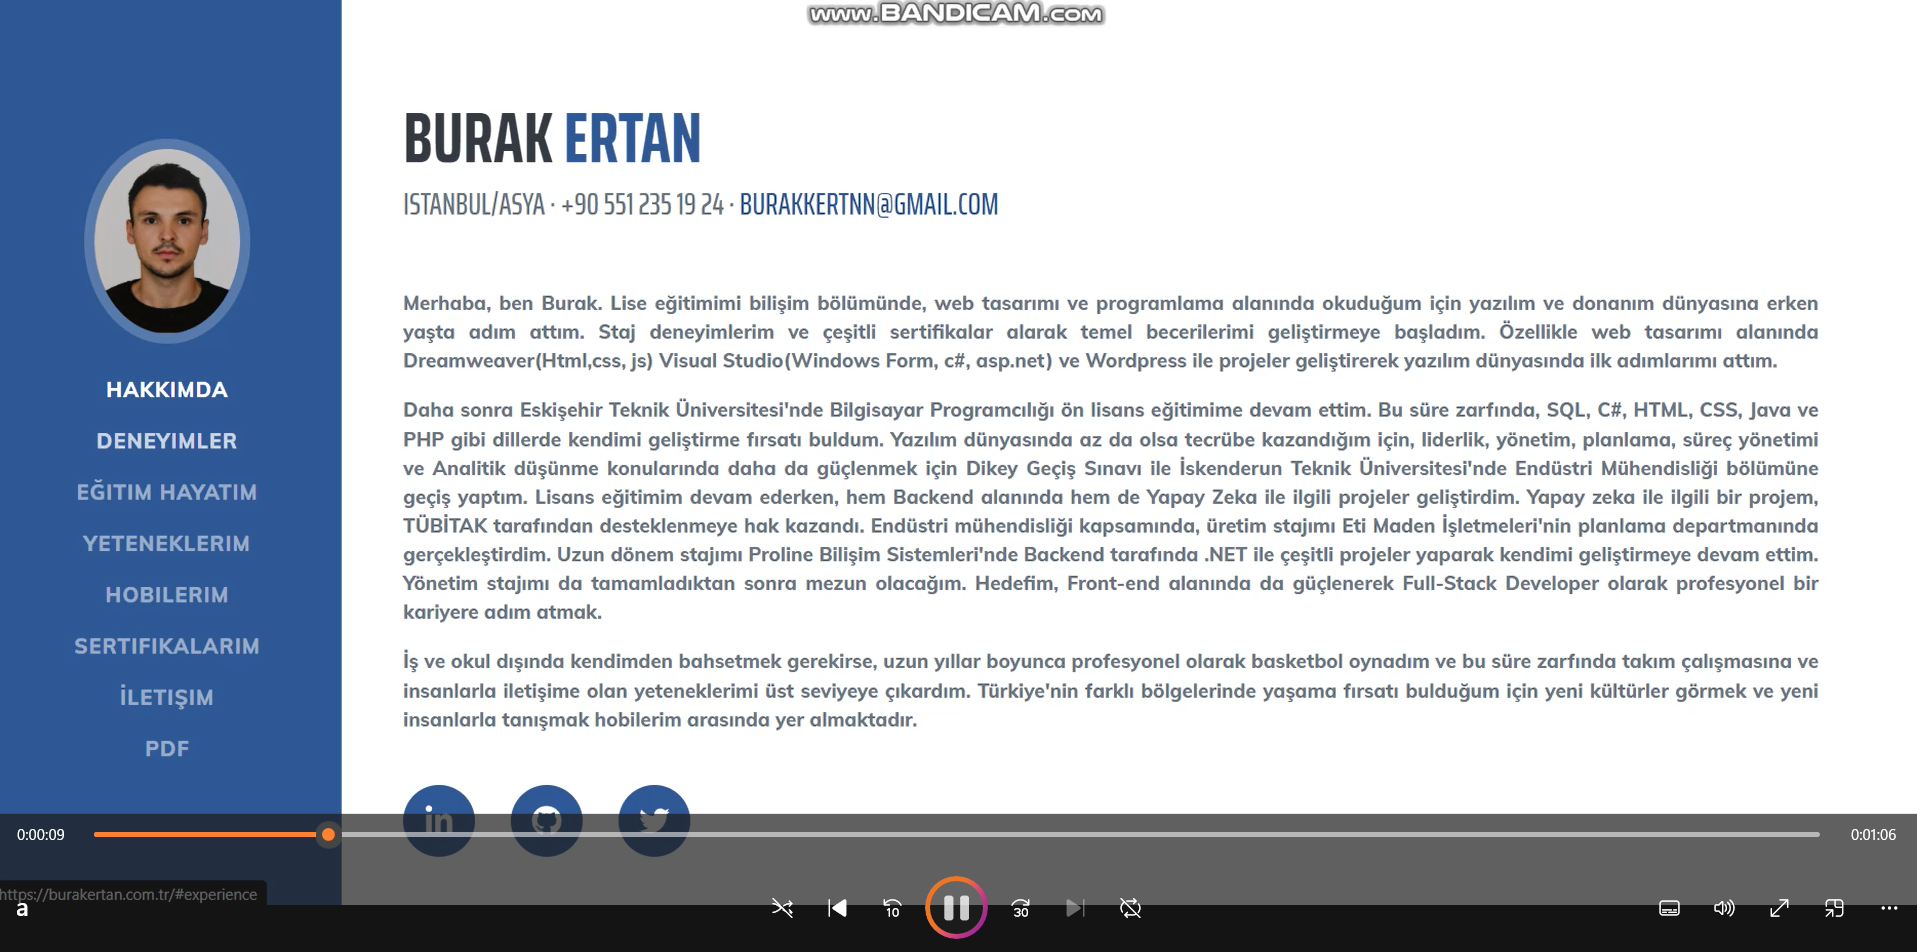 www.BANDICAM.com
BURAK ERTAN
ISTANBUL/ASYA · +90 551 235 19 24 · BURAKKERTNN@GMAIL.COM
HAKKIMDA
DENEYIMLER
EĞITIM HAYATIM
YETENEKLERIM
HOBILERIM
SERTIFIKALARIM
İLETIŞIM
PDF
Merhaba, ben Burak. Lise eğitimimi bilişim bölümünde, web tasarımı ve programlama alanında okuduğum için yazılım ve donanım dünyasına erken
yaşta adım attım. Staj deneyimlerim ve çeşitli sertifikalar alarak temel becerilerimi geliştirmeye başladım. Özellikle web tasarımı alanında
Dreamweaver(Html,css, js) Visual Studio(Windows Form, c#, asp.net) ve Wordpress ile projeler geliştirerek yazılım dünyasında ilk adımlarımı attım.
Daha sonra Eskişehir Teknik Üniversitesi'nde Bilgisayar Programcılığı ön lisans eğitimime devam ettim. Bu süre zarfında, SQL, C#, HTML, CSS, Java ve
PHP gibi dillerde kendimi geliştirme fırsatı buldum. Yazılım dünyasında az da olsa tecrübe kazandığım için, liderlik, yönetim, planlama, süreç yönetimi
ve Analitik düşünme konularında daha da güçlenmek için Dikey Geçiş Sınavı ile İskenderun Teknik Üniversitesi'nde Endüstri Mühendisliği bölümüne
geçiş yaptım. Lisans eğitimim devam ederken, hem Backend alanında hem de Yapay Zeka ile ilgili projeler geliştirdim. Yapay zeka ile ilgili bir projem,
TÜBİTAK tarafından desteklenmeye hak kazandı. Endüstri mühendisliği kapsamında, üretim stajımı Eti Maden İşletmeleri'nin planlama departmanında
gerçekleştirdim. Uzun dönem stajımı Proline Bilişim Sistemleri'nde Backend tarafında .NET ile çeşitli projeler yaparak kendimi geliştirmeye devam ettim.
Yönetim stajımı da tamamladıktan sonra mezun olacağım. Hedefim, Front-end alanında da güçlenerek Full-Stack Developer olarak profesyonel bir
kariyere adım atmak.
İş ve okul dışında kendimden bahsetmek gerekirse, uzun yıllar boyunca profesyonel olarak basketbol oynadım ve bu süre zarfında takım çalışmasına ve
insanlarla iletişime olan yeteneklerimi üst seviyeye çıkardım. Türkiye'nin farklı bölgelerinde yaşama fırsatı bulduğum için yeni kültürler görmek ve yeni
insanlarla tanışmak hobilerim arasında yer almaktadır.
in
0:00:09
0:01:06
https://burakertan.com.tr/#experience
a
10
30